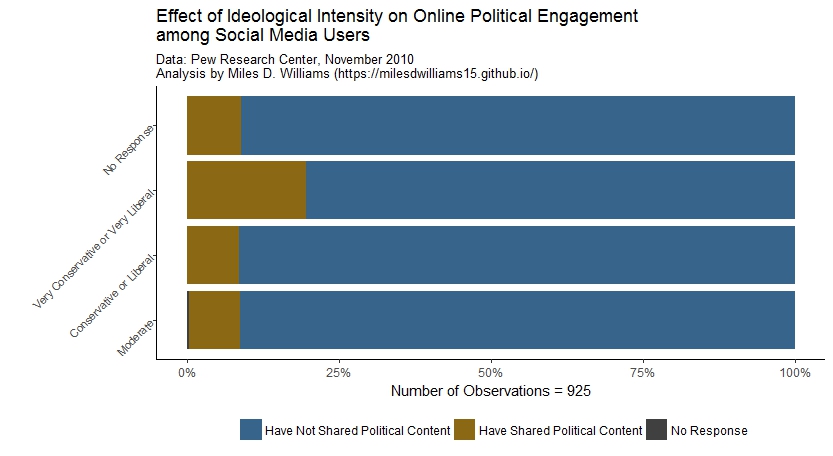 Effect of Ideological Intensity on Online Political Engagement
among Social Media Users
Data: Pew Research Center, November 2010
Analysis by Miles D. Williams (https://milesdwilliams15.github.io/)
No Response
Very Conservative or Very Liberal
Conservative or Liberal
Moderate
0% 25% 50% 75% 100%
Number of Observations = 925
Have Not Shared Political Content Have Shared Political Content No Response